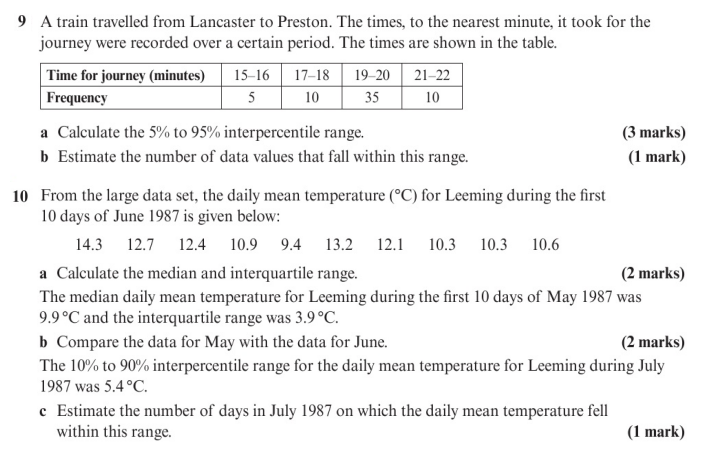 9 A train travelled from Lancaster to Preston. The times, to the nearest minute, it took for the
journey were recorded over a certain period. The times are shown in the table.
Time for journey (minutes) 15–16 17–18 19–20 21–22
Frequency 5 10 35 10
a Calculate the 5% to 95% interpercentile range. (3 marks)
b Estimate the number of data values that fall within this range. (1 mark)
10 From the large data set, the daily mean temperature (°C) for Leeming during the first
10 days of June 1987 is given below:
14.3 12.7 12.4 10.9 9.4 13.2 12.1 10.3 10.3 10.6
a Calculate the median and interquartile range. (2 marks)
The median daily mean temperature for Leeming during the first 10 days of May 1987 was
9.9 °C and the interquartile range was 3.9 °C.
b Compare the data for May with the data for June. (2 marks)
The 10% to 90% interpercentile range for the daily mean temperature for Leeming during July
1987 was 5.4 °C.
c Estimate the number of days in July 1987 on which the daily mean temperature fell
within this range. (1 mark)